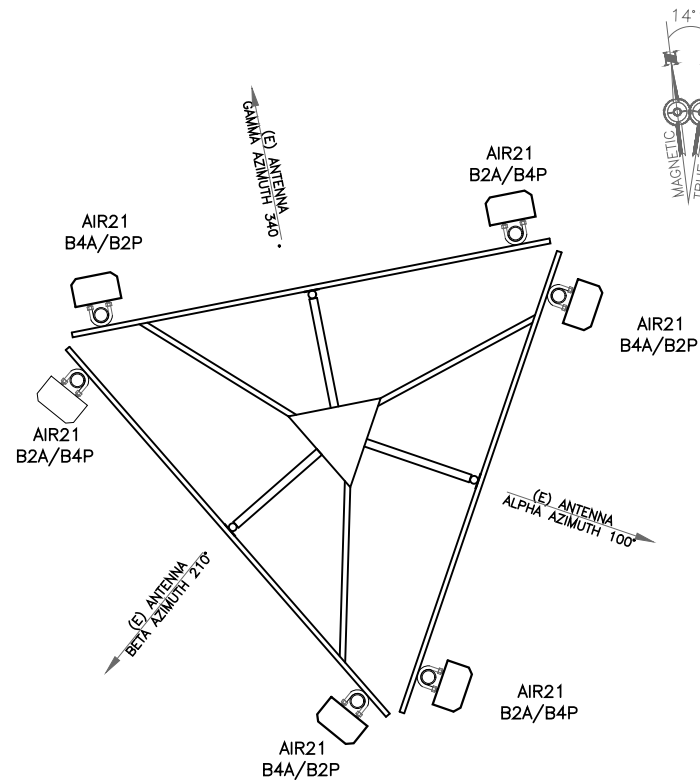 14°
N
MAGNETIC
TRUE
(E) ANTENNA
GAMMA AZIMUTH 340°
AIR21
B2A/B4P
AIR21
B4A/B2P
AIR21
B4A/B2P
AIR21
B2A/B4P
(E) ANTENNA
ALPHA AZIMUTH 100°
(E) ANTENNA
BETA AZIMUTH 210°
AIR21
B2A/B4P
AIR21
B4A/B2P